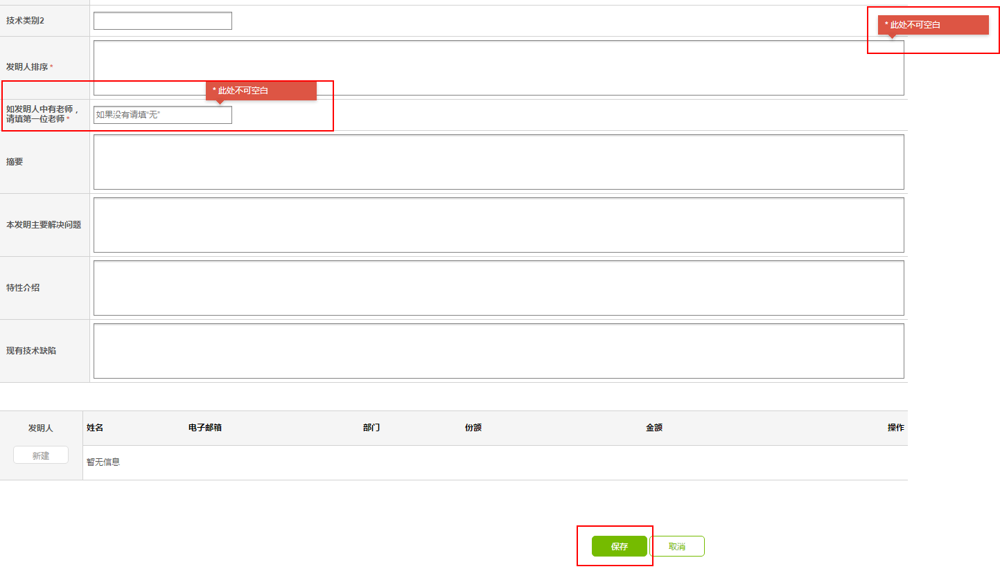 技术类别2
* 此处不可空白
发明人排序 *
* 此处不可空白
如发明人中有老师，
请填第一位老师 *
如果没有请填“无”
摘要
本发明主要解决问题
特性介绍
现有技术缺陷
发明人
姓名 电子邮箱 部门 份额 金额 操作
新建
暂无信息
保存 取消